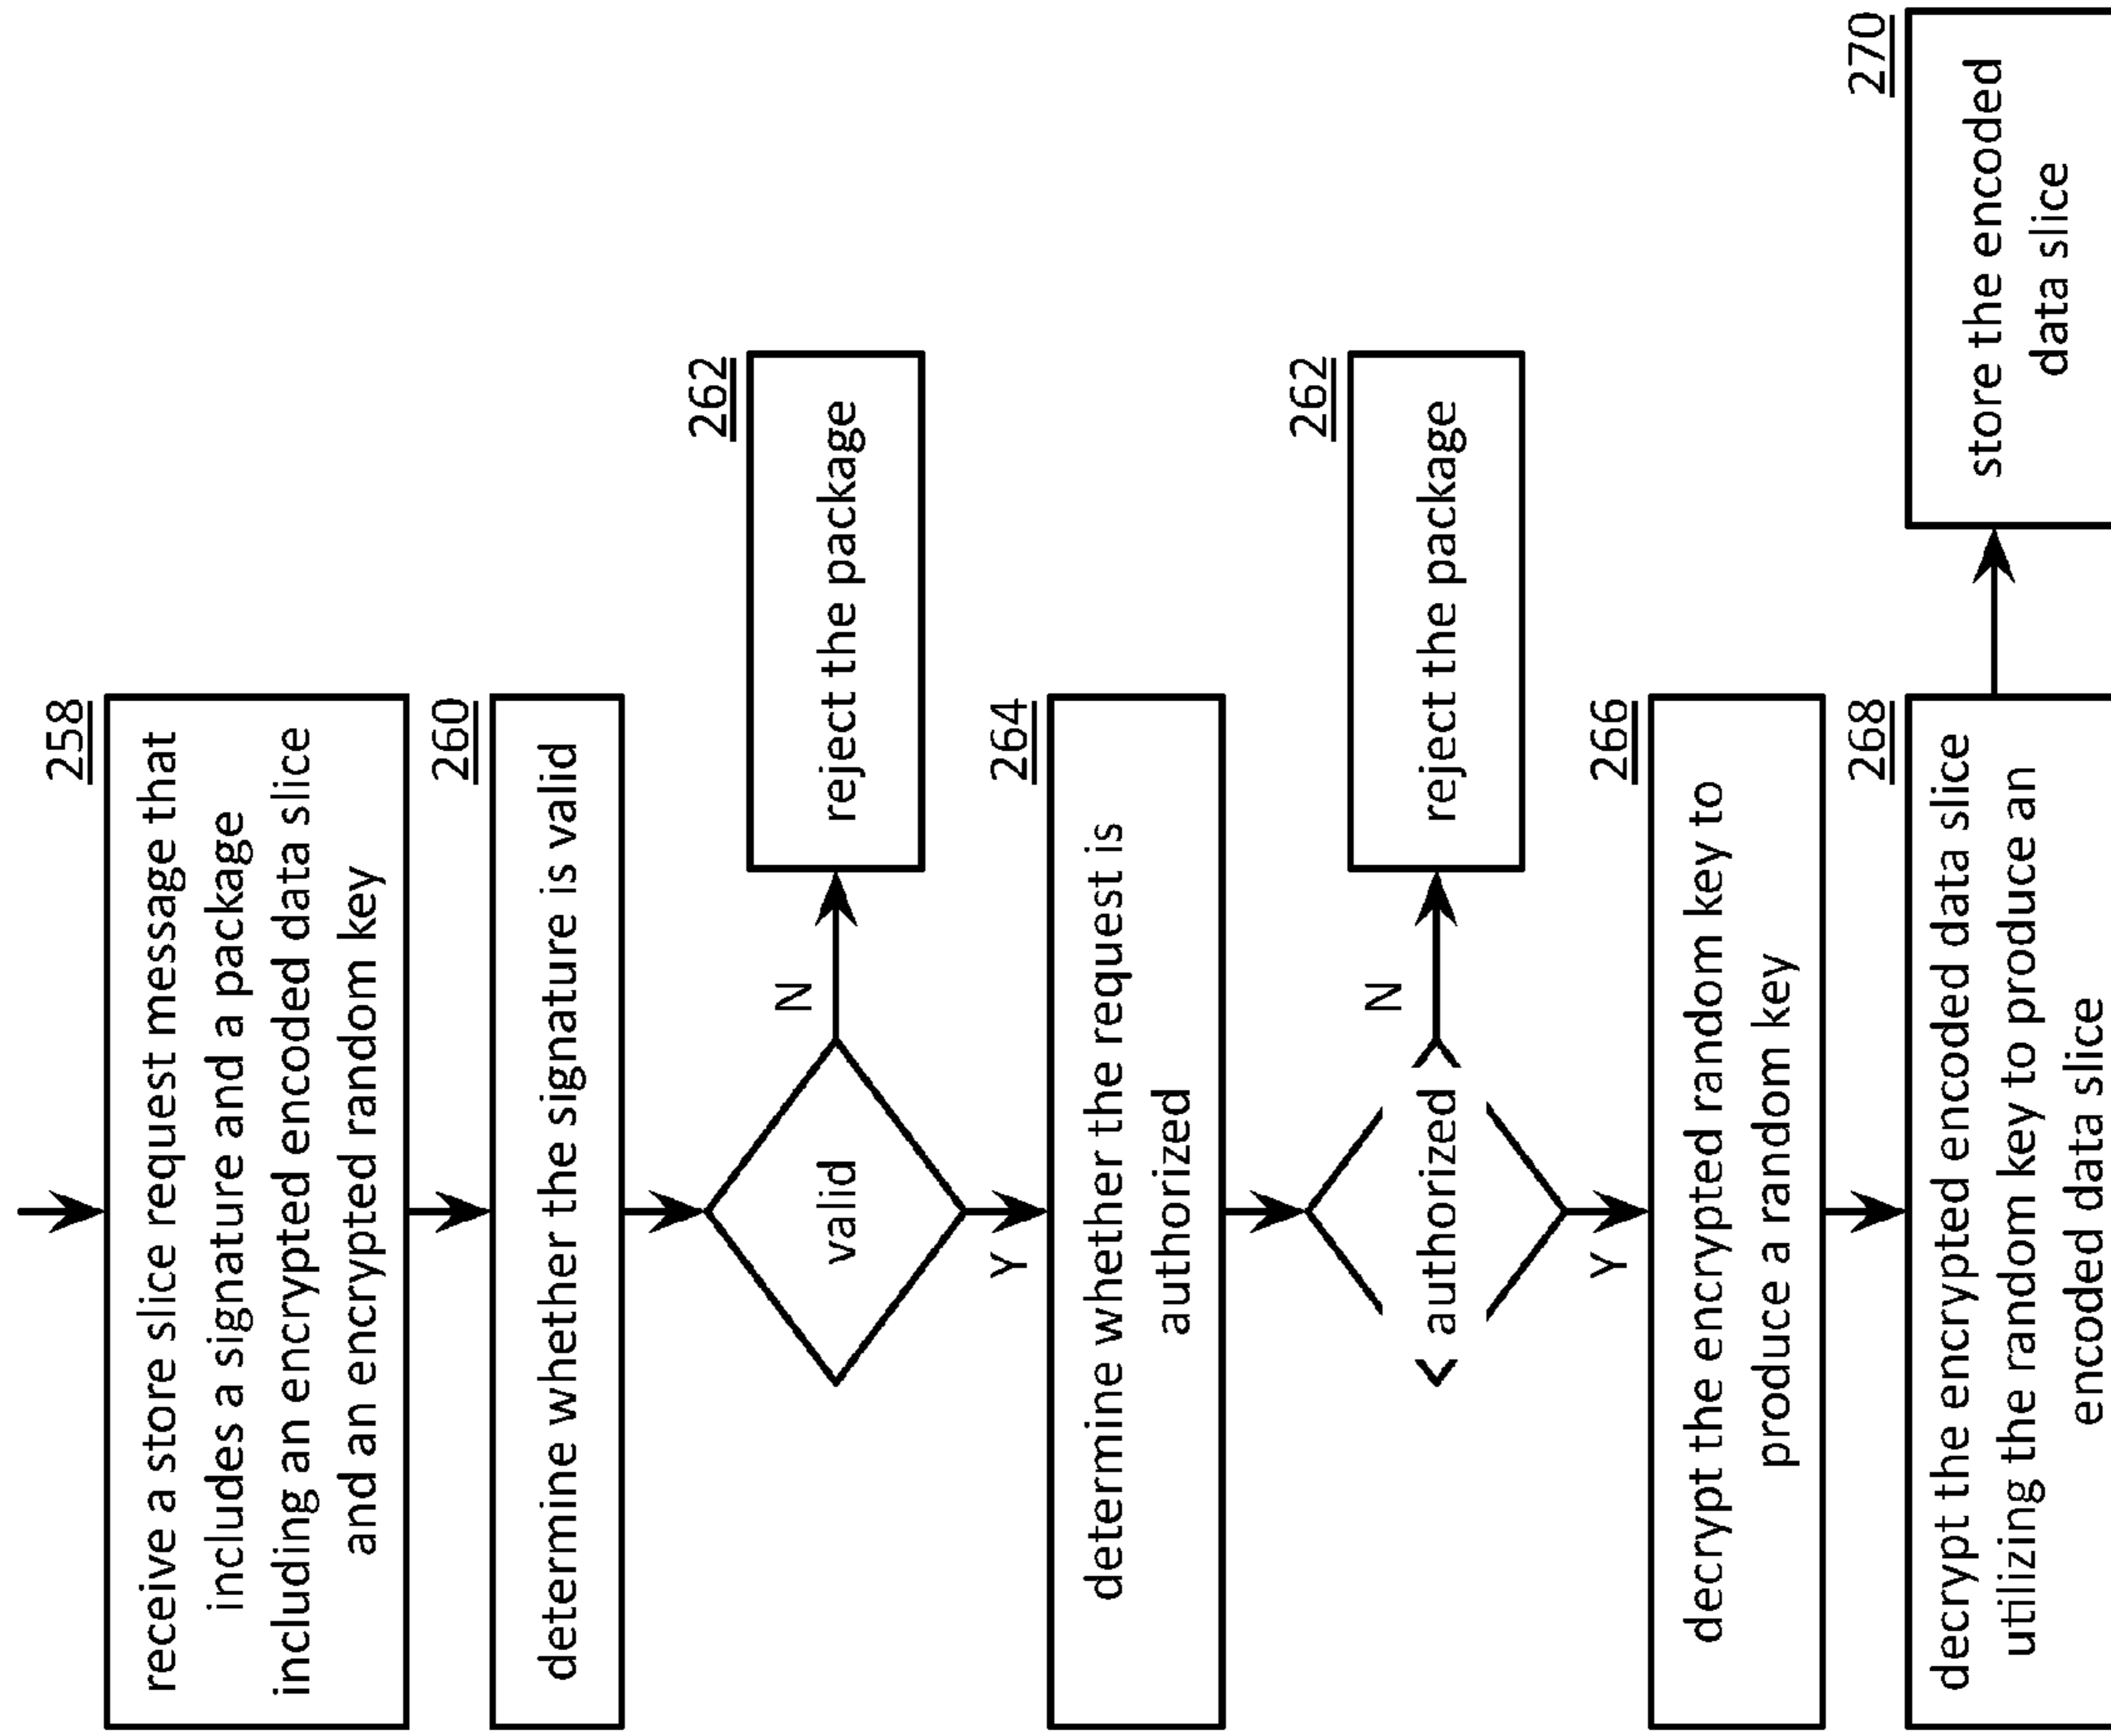 258
receive a store slice request message that
includes a signature and a package
including an encrypted encoded data slice
and an encrypted random key
260
determine whether the signature is valid
valid
N
262
reject the package
Y
264
determine whether the request is
authorized
authorized
N
262
reject the package
Y
266
decrypt the encrypted random key to
produce a random key
268
decrypt the encrypted encoded data slice
utilizing the random key to produce an
encoded data slice
270
store the encoded
data slice